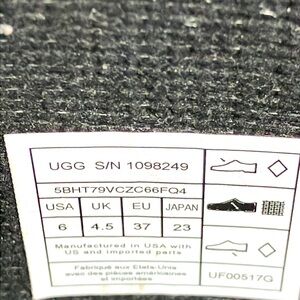 UGG S/N 1098249
5BHT79VCZC66FQ4
USA UK EU JAPAN
6 4.5 37 23
Manufactured in USA with
US and imported parts
Fabriqué aux Etats-Unis
avec des pièces américaines
et importées
UF00517G